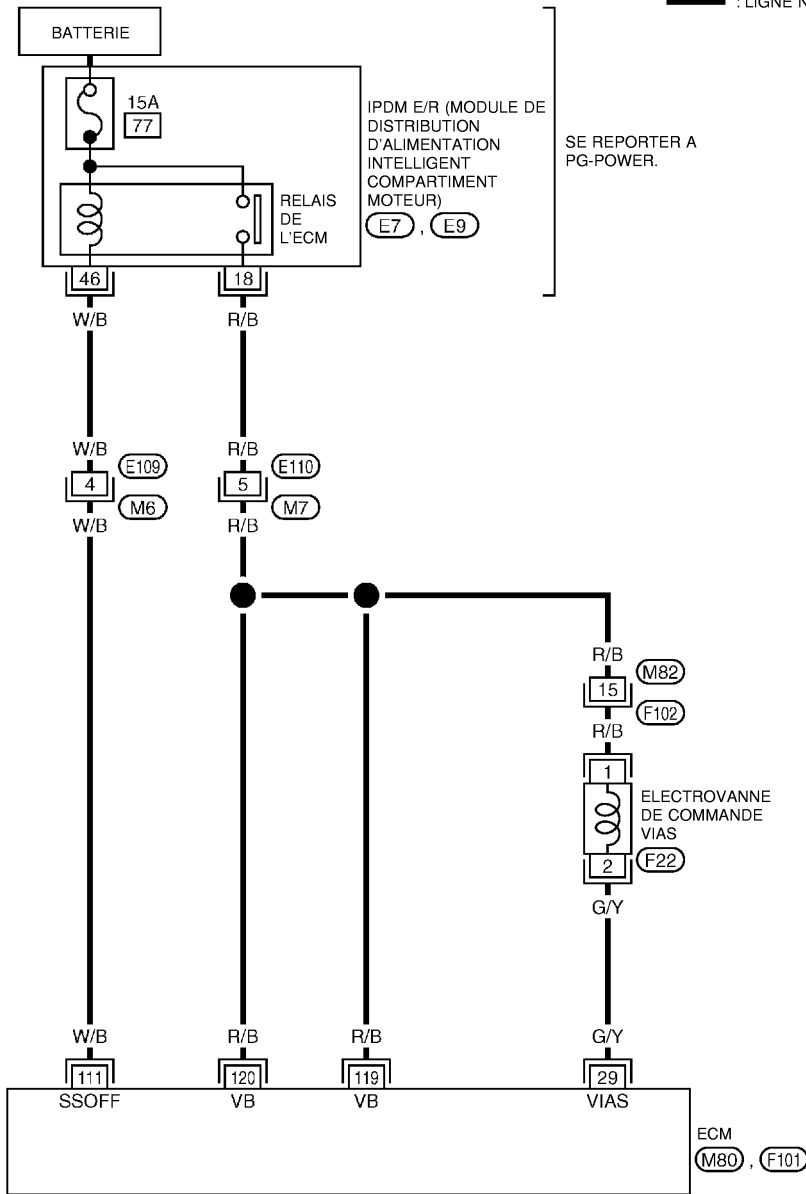 : LIGNE N
BATTERIE
15A
77
IPDM E/R (MODULE DE
DISTRIBUTION
D'ALIMENTATION
INTELLIGENT
COMPARTIMENT
MOTEUR)
E7 , E9
SE REPORTER A
PG-POWER.
RELAIS
DE
L'ECM
46
18
W/B
R/B
W/B
R/B
4
E109
M6
5
E110
M7
W/B
R/B
R/B
15
M82
F102
R/B
1
ELECTROVANNE
DE COMMANDE
VIAS
2
F22
G/Y
W/B
R/B
R/B
G/Y
111
120
119
29
SSOFF
VB
VB
VIAS
ECM
M80 , F101